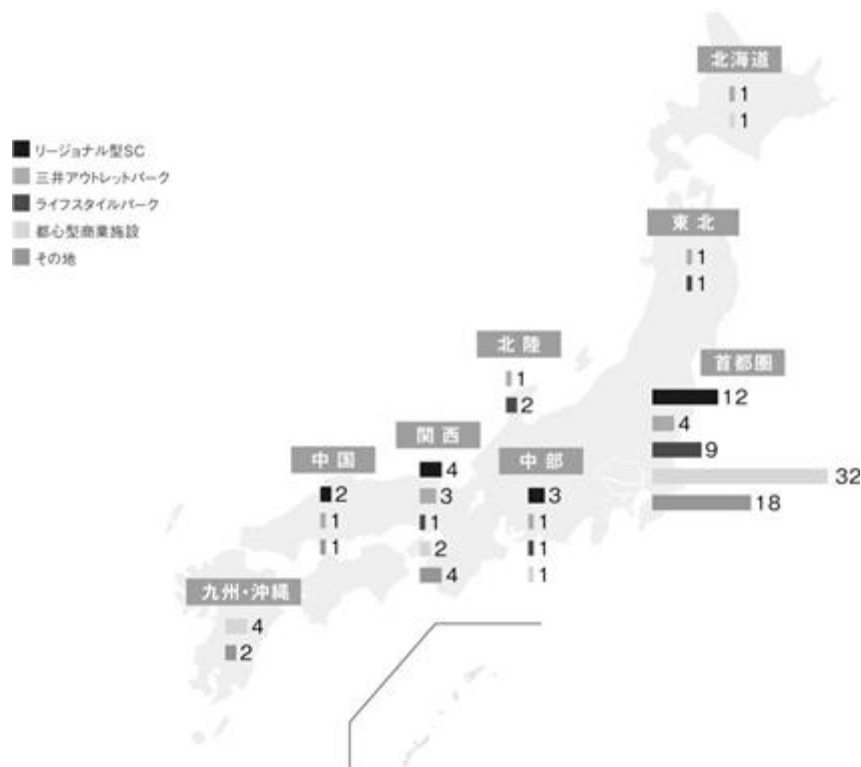 北海道
1
1
リージョナル型SC
三井アウトレットパーク
ライフスタイルパーク
都心型商業施設
その地
東北
1
1
北陸
1
2
首都圏
12
4
9
32
18
関西
4
3
1
2
4
中部
3
1
1
1
中国
2
1
1
九州・沖縄
4
2